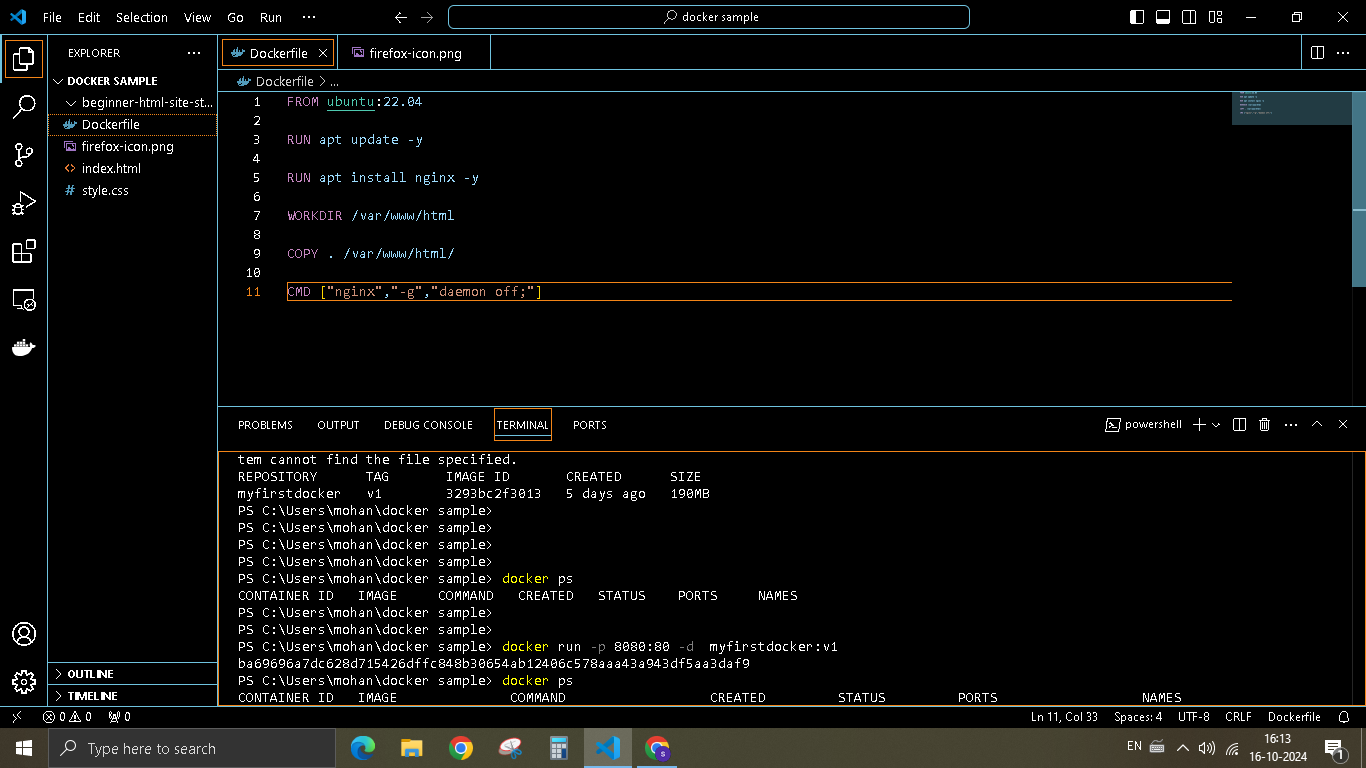 File Edit Selection View Go Run ···
docker sample
EXPLORER ···
DOCKER SAMPLE
beginner-html-site-st...
Dockerfile
firefox-icon.png
index.html
# style.css
OUTLINE
TIMELINE
Dockerfile
firefox-icon.png
Dockerfile > ...
1 FROM ubuntu:22.04
2
3 RUN apt update -y
4
5 RUN apt install nginx -y
6
7 WORKDIR /var/www/html
8
9 COPY . /var/www/html/
10
11 CMD ["nginx","-g","daemon off;"]
PROBLEMS OUTPUT DEBUG CONSOLE TERMINAL PORTS
powershell
tem cannot find the file specified.
REPOSITORY TAG IMAGE ID CREATED SIZE
myfirstdocker v1 3293bc2f3013 5 days ago 190MB
PS C:\Users\mohan\docker sample>
PS C:\Users\mohan\docker sample>
PS C:\Users\mohan\docker sample>
PS C:\Users\mohan\docker sample>
PS C:\Users\mohan\docker sample> docker ps
CONTAINER ID IMAGE COMMAND CREATED STATUS PORTS NAMES
PS C:\Users\mohan\docker sample>
PS C:\Users\mohan\docker sample>
PS C:\Users\mohan\docker sample> docker run -p 8080:80 -d myfirstdocker:v1
ba69696a7dc628d715426dffc848b30654ab12406c578aaa43a943df5aa3daf9
PS C:\Users\mohan\docker sample> docker ps
CONTAINER ID IMAGE COMMAND CREATED STATUS PORTS NAMES
0 0 0 Ln 11, Col 33 Spaces: 4 UTF-8 CRLF Dockerfile
Type here to search
S
EN
16:13
16-10-2024
1